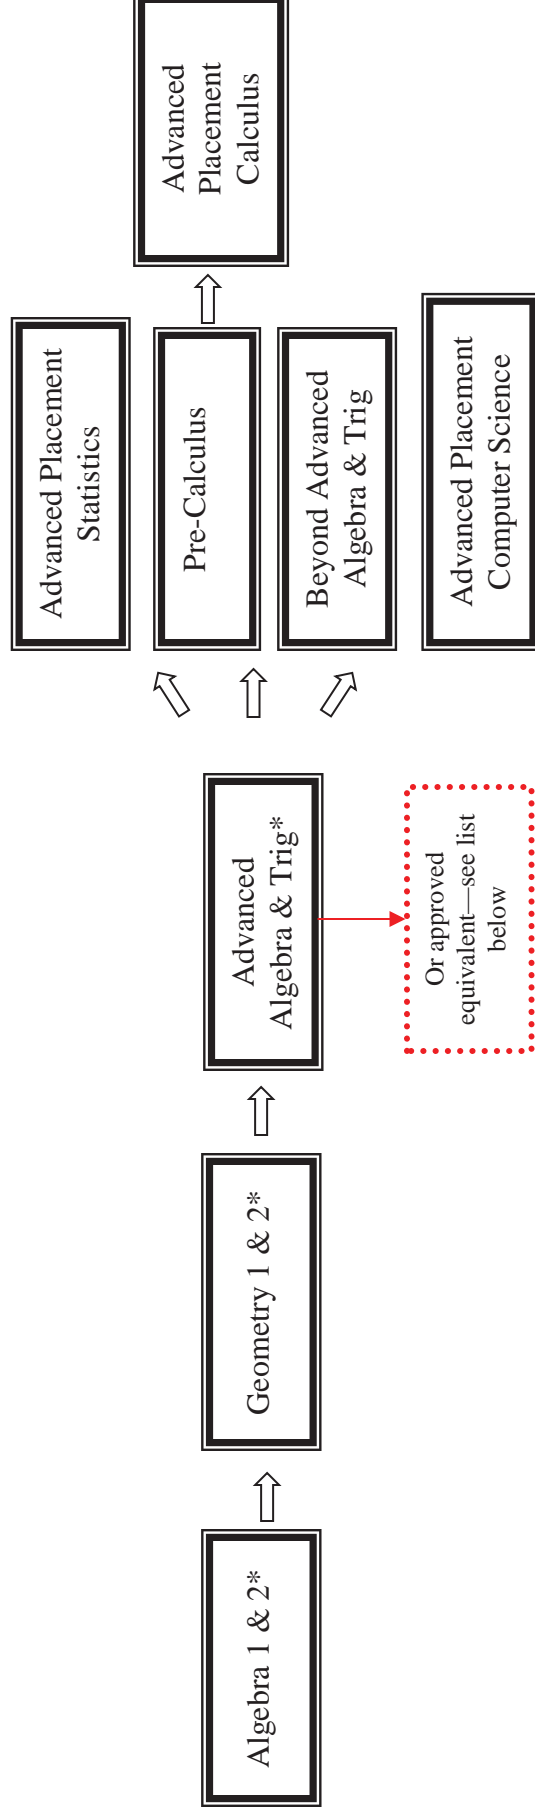 Algebra 1 & 2*
Geometry 1 & 2*
Advanced
Algebra & Trig*
Or approved
equivalent—see list
below
Advanced Placement
Statistics
Pre-Calculus
Beyond Advanced
Algebra & Trig
Advanced Placement
Computer Science
Advanced
Placement
Calculus